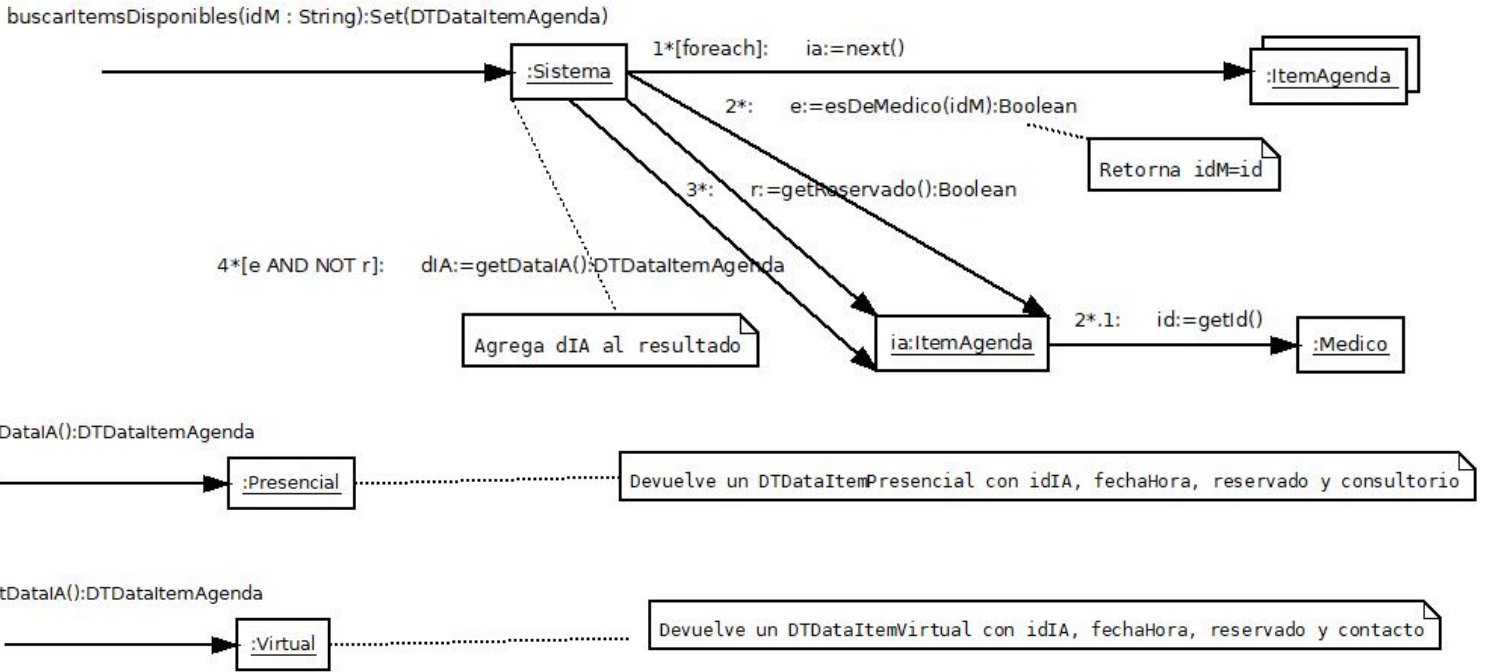 buscarItemsDisponibles(idM : String):Set(DTDataItemAgenda)
1*[foreach]: ia:=next()
:Sistema
:ItemAgenda
2*: e:=esDeMedico(idM):Boolean
Retorna idM=id
3*: r:=getReservado():Boolean
4*[e AND NOT r]: dIA:=getDataIA():DTDataItemAgenda
Agrega dIA al resultado
ia:ItemAgenda
2*.1: id:=getId()
:Medico
DataIA():DTDataItemAgenda
:Presencial
Devuelve un DTDataItemPresencial con idIA, fechaHora, reservado y consultorio
tDataIA():DTDataItemAgenda
:Virtual
Devuelve un DTDataItemVirtual con idIA, fechaHora, reservado y contacto